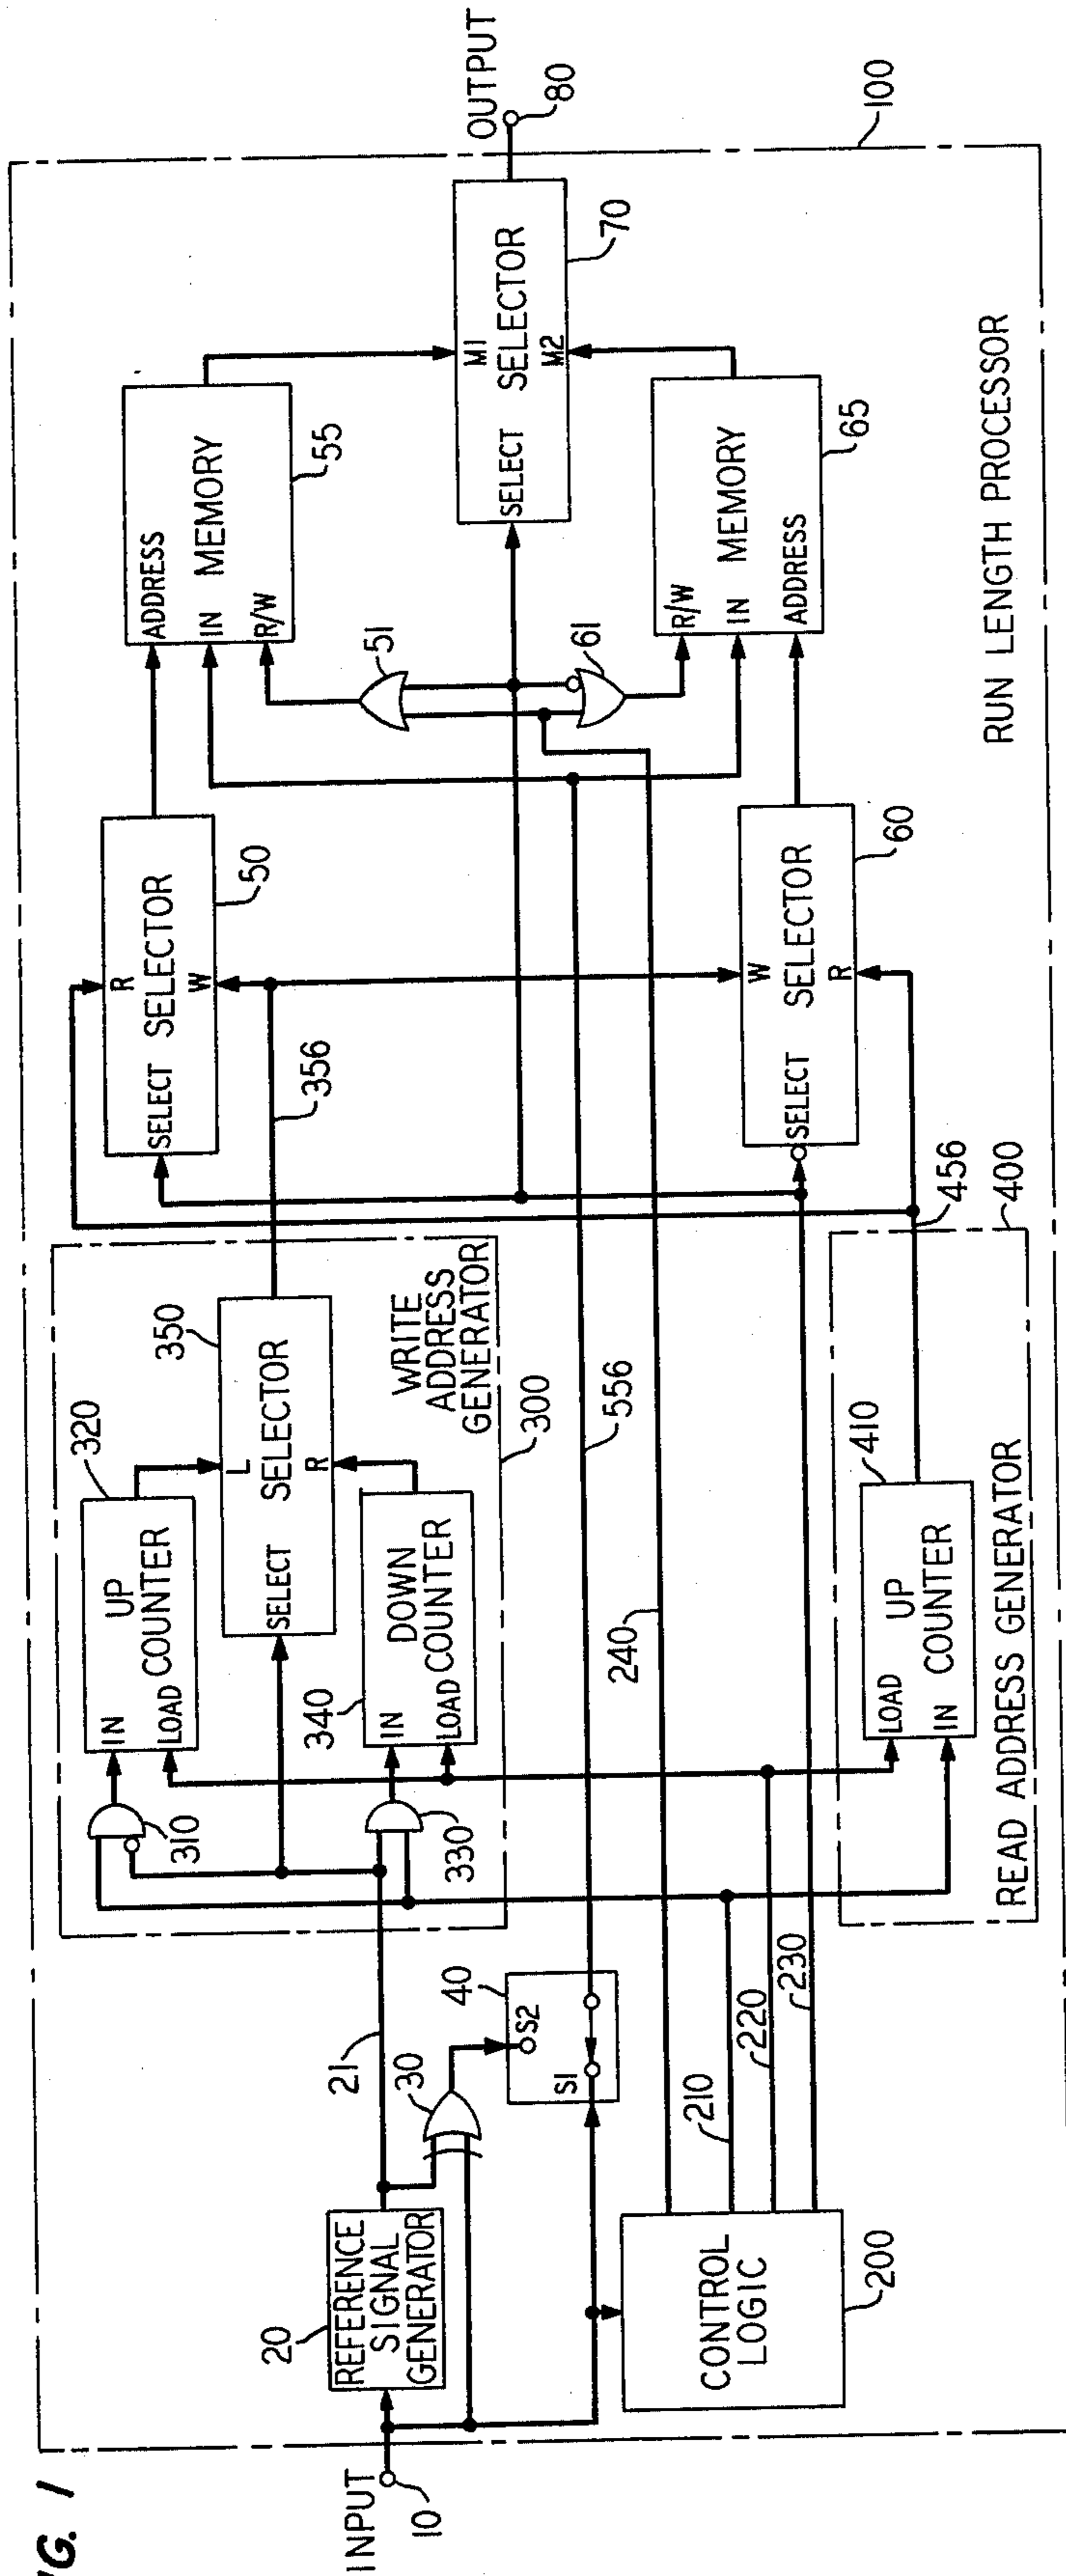 IG. 1
INPUT
10
20
REFERENCE
SIGNAL
GENERATOR
21
30
40
S2
S1
CONTROL
LOGIC
200
210
220
230
240
310
330
IN
UP
LOAD COUNTER
320
340
IN
DOWN
LOAD COUNTER
350
L
SELECT SELECTOR
R
WRITE
ADDRESS
GENERATOR
300
556
356
410
LOAD
UP
IN COUNTER
READ ADDRESS GENERATOR
400
456
R
SELECT SELECTOR
W
50
W
SELECT SELECTOR
R
60
51
61
ADDRESS
IN MEMORY
R/W
55
R/W
IN MEMORY
ADDRESS
65
M1
SELECT SELECTOR
M2
70
OUTPUT
80
RUN LENGTH PROCESSOR
100